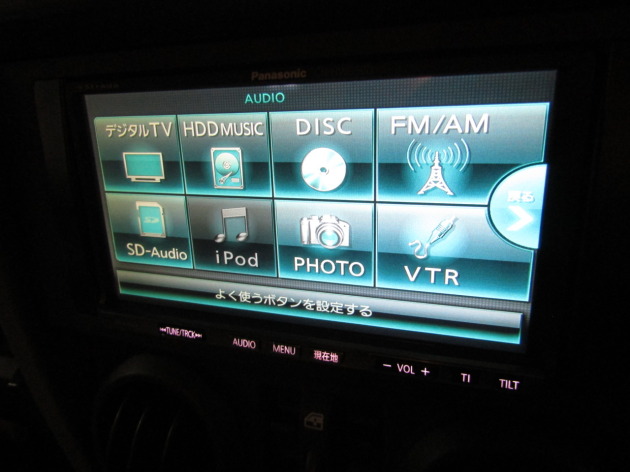 Panasonic
AUDIO
デジタルTV
HDD MUSIC
DISC
FM/AM
戻る
SD-Audio
iPod
PHOTO
VTR
よく使うボタンを設定する
TUNE/TRCK
AUDIO
MENU
現在地
− VOL +
TI
TILT